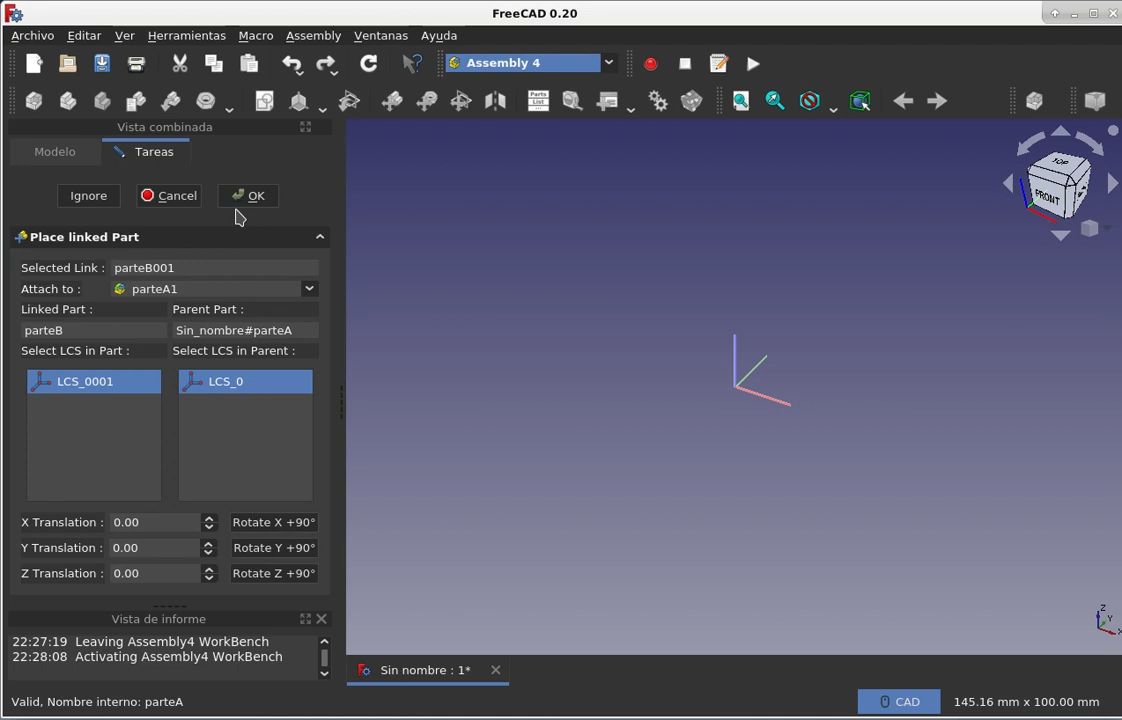 FreeCAD 0.20
Archivo Editar Ver Herramientas Macro Assembly Ventanas Ayuda
Assembly 4
Parts List
Vista combinada
Modelo Tareas
Ignore Cancel OK
Place linked Part
Selected Link : parteB001
Attach to : parteA1
Linked Part : Parent Part :
parteB Sin_nombre#parteA
Select LCS in Part : Select LCS in Parent :
LCS_0001 LCS_0
X Translation : 0.00 Rotate X +90°
Y Translation : 0.00 Rotate Y +90°
Z Translation : 0.00 Rotate Z +90°
Vista de informe
22:27:19 Leaving Assembly4 WorkBench
22:28:08 Activating Assembly4 WorkBench
TOP
FRONT
Z
Y
X
Sin nombre : 1*
Valid, Nombre interno: parteA
CAD 145.16 mm x 100.00 mm